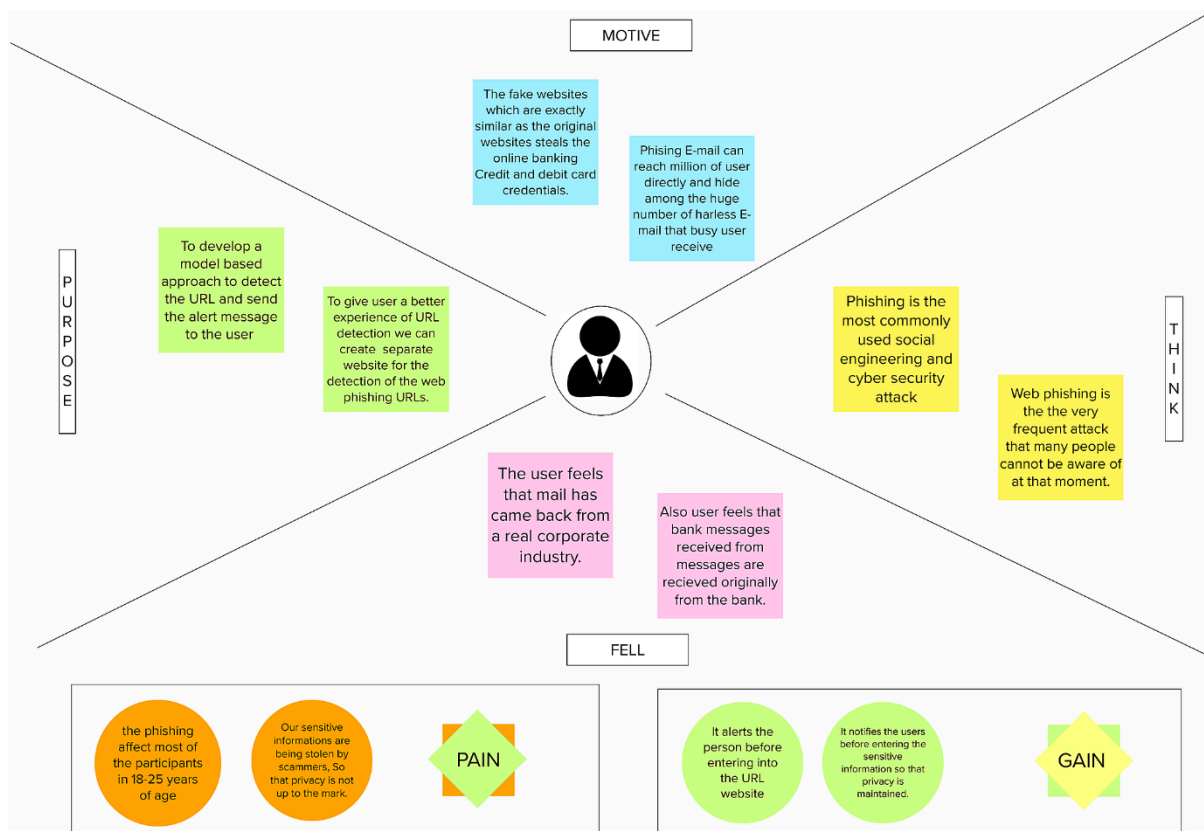 MOTIVE
The fake websites
which are exactly
similar as the original
websites steals the
online banking
Credit and debit card
credentials.
Phising E-mail can
reach million of user
directly and hide
among the huge
number of harless E-
mail that busy user
receive
PURPOSE
To develop a
model based
approach to detect
the URL and send
the alert message
to the user
To give user a better
experience of URL
detection we can
create separate
website for the
detection of the web
phishing URLs.
Phishing is the
most commonly
used social
engineering and
cyber security
attack
Web phishing is
the the very
frequent attack
that many people
cannot be aware of
at that moment.
THINK
The user feels
that mail has
came back from
a real corporate
industry.
Also user feels that
bank messages
received from
messages are
recieved originally
from the bank.
FELL
the phishing
affect most of
the participants
in 18-25 years
of age
Our sensitive
informations are
being stolen by
scammers, So
that privacy is not
up to the mark.
PAIN
It alerts the
person before
entering into
the URL
website
It notifies the users
before entering the
sensitive
information so that
privacy is
maintained.
GAIN